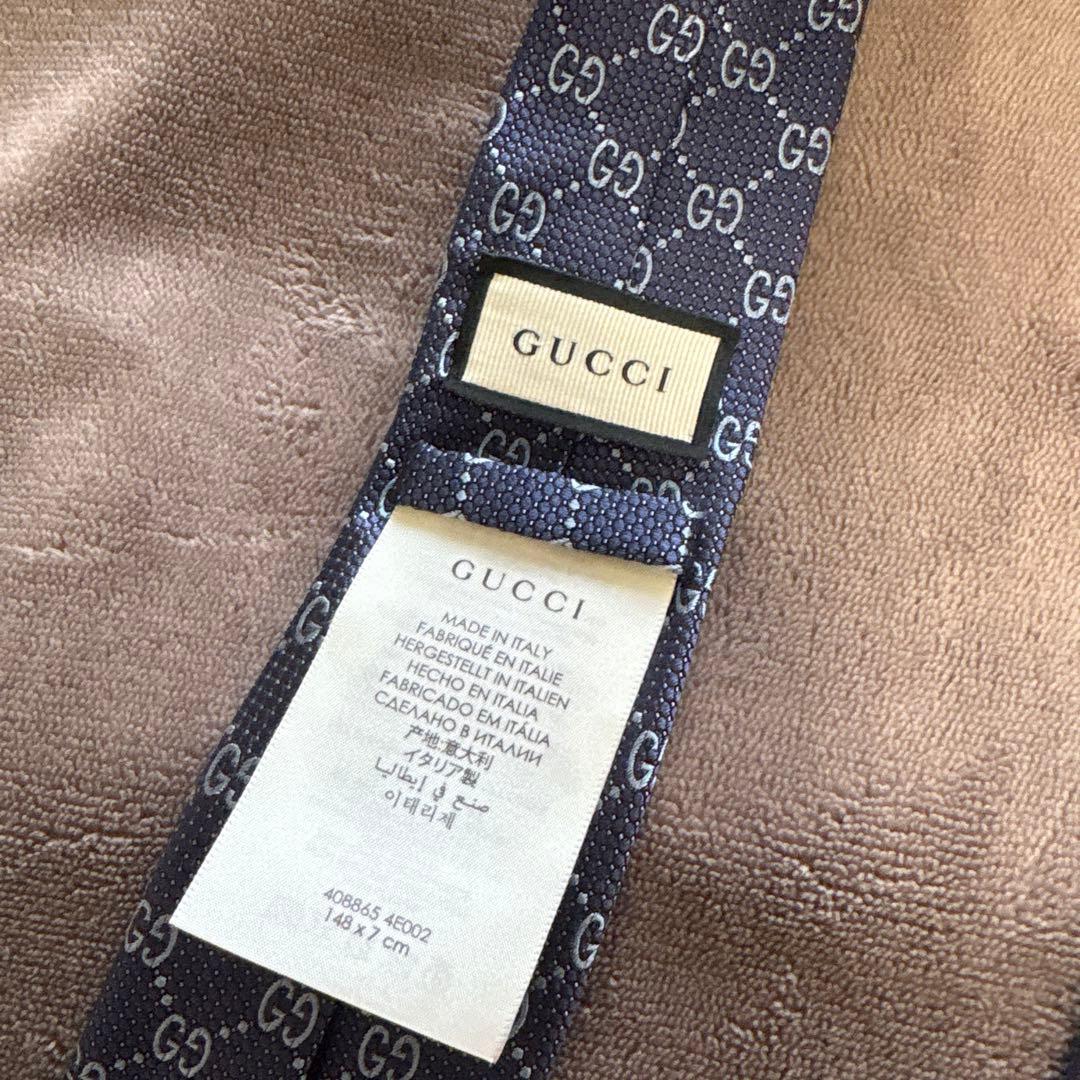 GUCCI
GUCCI
MADE IN ITALY
FABRIQUÉ EN ITALIE
HERGESTELLT IN ITALIEN
HECHO EN ITALIA
FABRICADO EM ITÁLIA
СДЕЛАНО В ИТАЛИИ
产地:意大利
イタリア製
صنع في إيطاليا
이태리제
408865 4E002
148 x 7 cm